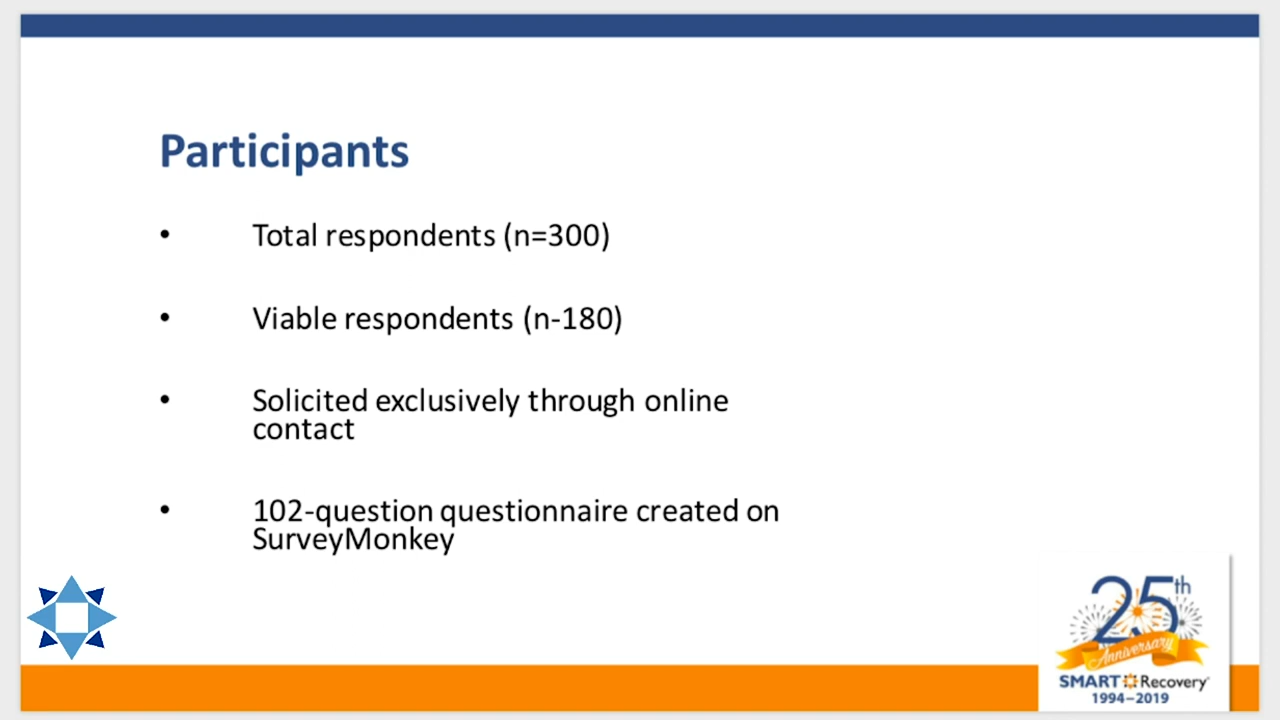 Participants
• Total respondents (n=300)
• Viable respondents (n-180)
• Solicited exclusively through online
contact
• 102-question questionnaire created on
SurveyMonkey
25th
Anniversary
SMART Recovery
1994–2019